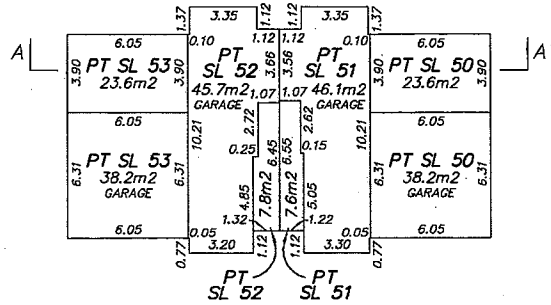 1.37 3.35 1.12 1.12 3.35 1.37
A 6.05 0.10 1.12 1.12 0.10 6.05 A
3.90 PT SL 53 3.90 PT 3.66 3.56 PT 3.90 PT SL 50 3.90
23.6m2 SL 52 SL 51 23.6m2
45.7m2 46.1m2
GARAGE GARAGE
1.07 1.07
6.05 2.72 2.62 6.05
10.21 10.21
6.31 PT SL 53 6.31 0.25 6.45 6.55 0.15 6.31 PT SL 50 6.31
38.2m2 38.2m2
GARAGE GARAGE
4.85 7.8m2 7.6m2 5.05
1.32 1.22
6.05 0.05 0.05 6.05
0.77 3.20 1.12 1.12 3.30 0.77
PT PT
SL 52 SL 51